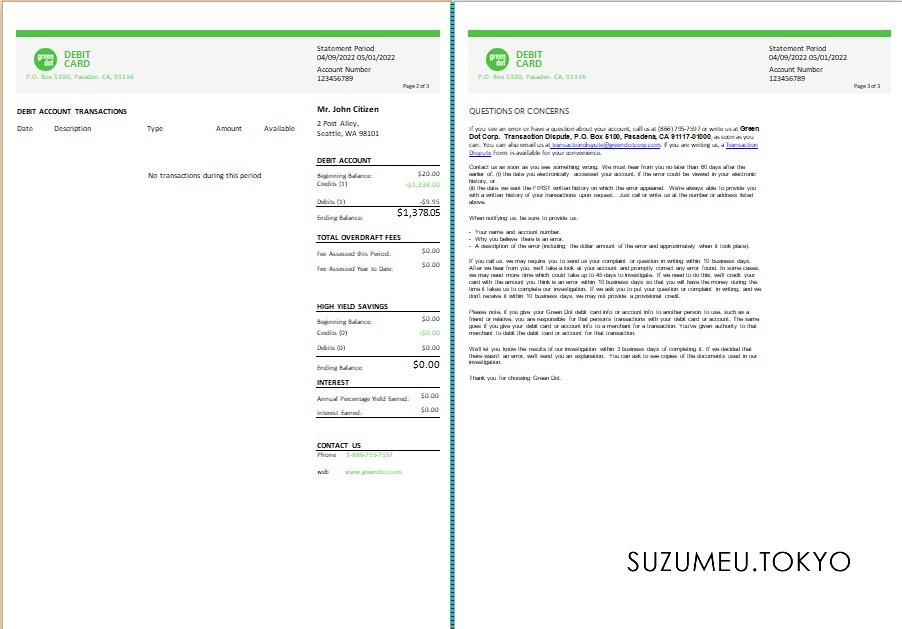 green dot
DEBIT CARD
P.O. Box 5100, Pasaden. CA, 91116
Statement Period
04/09/2022-05/01/2022
Account Number
123456789
Page 2 of 3
DEBIT ACCOUNT TRANSACTIONS
Date Description Type Amount Available
No transactions during this period
Mr. John Citizen
2 Post Alley,
Seattle, WA 98101
DEBIT ACCOUNT
Beginning Balance: $20.00
Credits (1) +$1,338.00
Debits (1) -$9.95
Ending Balance: $1,378.05
TOTAL OVERDRAFT FEES
Fee Assessed this Period: $0.00
Fee Assessed Year to Date: $0.00
HIGH YIELD SAVINGS
Beginning Balance: $0.00
Credits (0) +$0.00
Debits (0) $0.00
Ending Balance: $0.00
INTEREST
Annual Percentage Yield Earned: $0.00
Interest Earned: $0.00
CONTACT US
Phone 1-886-755-7557
web www.greendot.com
green dot
DEBIT CARD
P.O. Box 5100, Pasaden. CA, 91116
Statement Period
04/09/2022-05/01/2022
Account Number
123456789
Page 3 of 3
QUESTIONS OR CONCERNS
If you see an error or have a question about your account, call us at (866) 795-7597 or write us at Green
Dot Corp. Transaction Dispute, P.O. Box 5100, Pasadena, CA 91117-01000, as soon as you
can. You can also email us at transactiondispute@greendotcorp.com. If you are writing us, a Transaction
Dispute Form is available for your convenience.
Contact us as soon as you see something wrong. We must hear from you no later than 60 days after the
earlier of: (i) the date you electronically accessed your account, if the error could be viewed in your electronic
history, or
(ii) the date we sent the FIRST written history on which the error appeared. We're always able to provide you
with a written history of your transactions upon request. Just call or write us at the number or address listed
above.
When notifying us, be sure to provide us:
- Your name and account number.
- Why you believe there is an error.
- A description of the error (including the dollar amount of the error and approximately when it took place).
If you call us, we may require you to send us your complaint or question in writing within 10 business days.
After we hear from you, we'll take a look at your account and promptly correct any error found. In some cases,
we may need more time which could take up to 45 days to investigate. If we need to do this, we'll credit your
card with the amount you think is an error within 10 business days so that you will have the money during the
time it takes us to complete our investigation. If we ask you to put your question or complaint in writing, and we
don't receive it within 10 business days, we may not provide a provisional credit.
Please note, if you give your Green Dot debit card info or account info to another person to use, such as a
friend or relative, you are responsible for that person's transactions with your debit card or account. The same
goes if you give your debit card or account info to a merchant for a transaction. You've given authority to that
merchant to debit the debit card or account for that transaction.
We'll let you know the results of our investigation within 3 business days of completing it. If we decided that
there wasn't an error, we'll send you an explanation. You can ask to see copies of the documents used in our
investigation.
Thank you for choosing Green Dot.
SUZUMEU.TOKYO